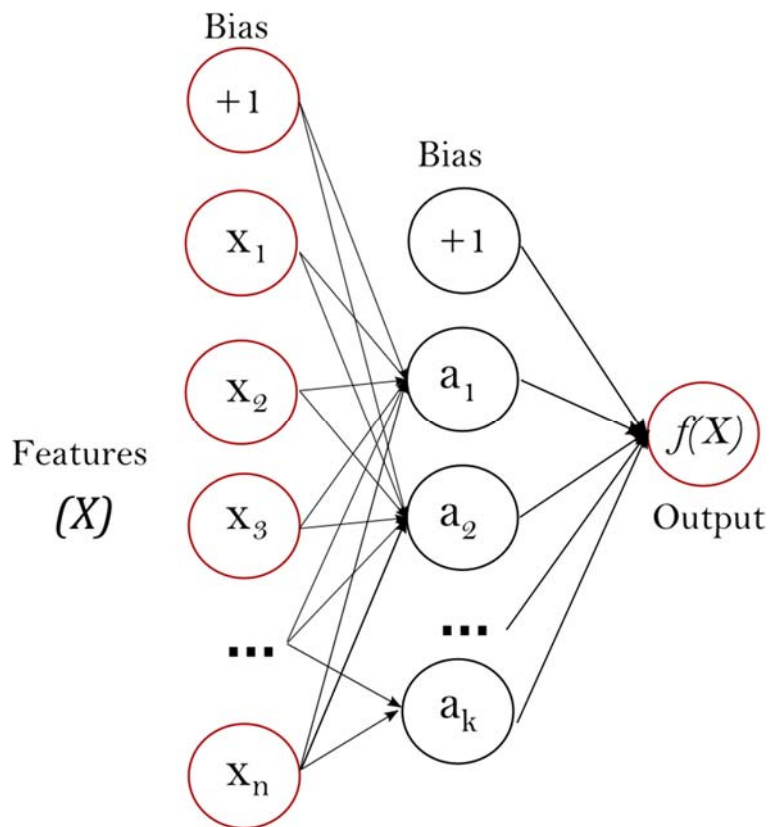 Bias
+1
x₁
x₂
x₃
...
xₙ
Features
(X)
Bias
+1
a₁
a₂
...
aₖ
f(X)
Output